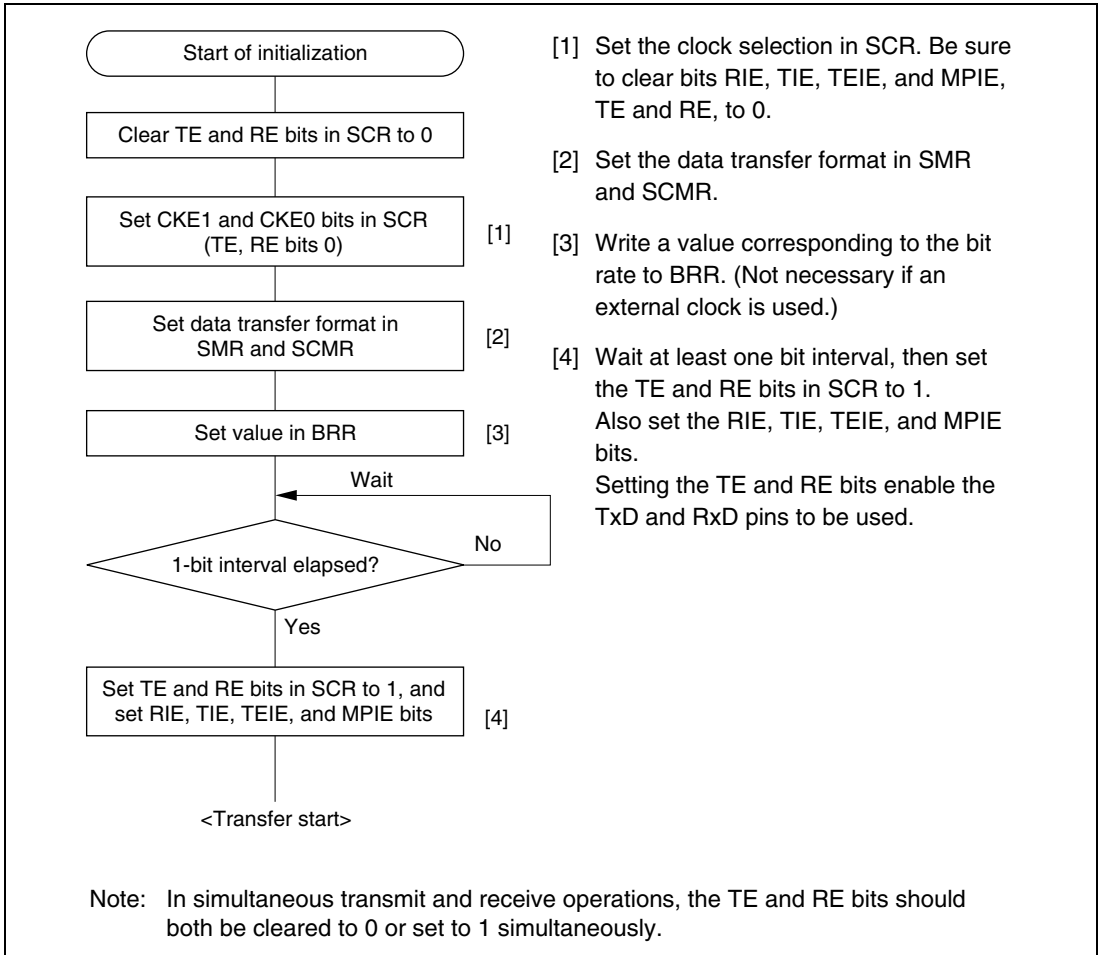 Start of initialization
Clear TE and RE bits in SCR to 0
Set CKE1 and CKE0 bits in SCR
(TE, RE bits 0)
[1]
Set data transfer format in
SMR and SCMR
[2]
Set value in BRR
[3]
Wait
No
1-bit interval elapsed?
Yes
Set TE and RE bits in SCR to 1, and
set RIE, TIE, TEIE, and MPIE bits
[4]
<Transfer start>
[1] Set the clock selection in SCR. Be sure
to clear bits RIE, TIE, TEIE, and MPIE,
TE and RE, to 0.
[2] Set the data transfer format in SMR
and SCMR.
[3] Write a value corresponding to the bit
rate to BRR. (Not necessary if an
external clock is used.)
[4] Wait at least one bit interval, then set
the TE and RE bits in SCR to 1.
Also set the RIE, TIE, TEIE, and MPIE
bits.
Setting the TE and RE bits enable the
TxD and RxD pins to be used.
Note: In simultaneous transmit and receive operations, the TE and RE bits should
both be cleared to 0 or set to 1 simultaneously.